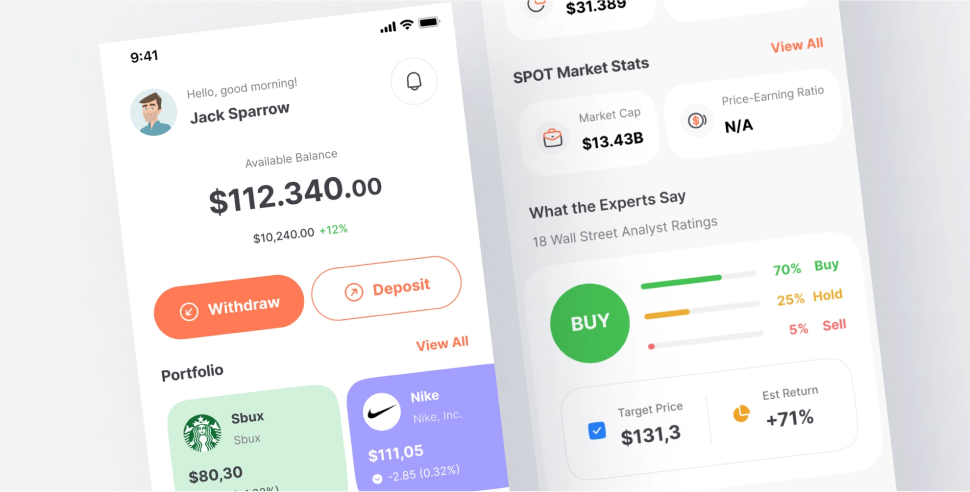 9:41
Hello, good morning!
Jack Sparrow
Available Balance
$112.340.00
$10,240.00 +12%
Withdraw
Deposit
View All
Portfolio
Sbux
Sbux
$80,30
Nike
Nike, Inc.
$111,05
-2.85 (0.32%)
$31.389
View All
SPOT Market Stats
Market Cap
$13.43B
Price-Earning Ratio
N/A
What the Experts Say
18 Wall Street Analyst Ratings
BUY
70% Buy
25% Hold
5% Sell
Target Price
$131,3
Est Return
+71%